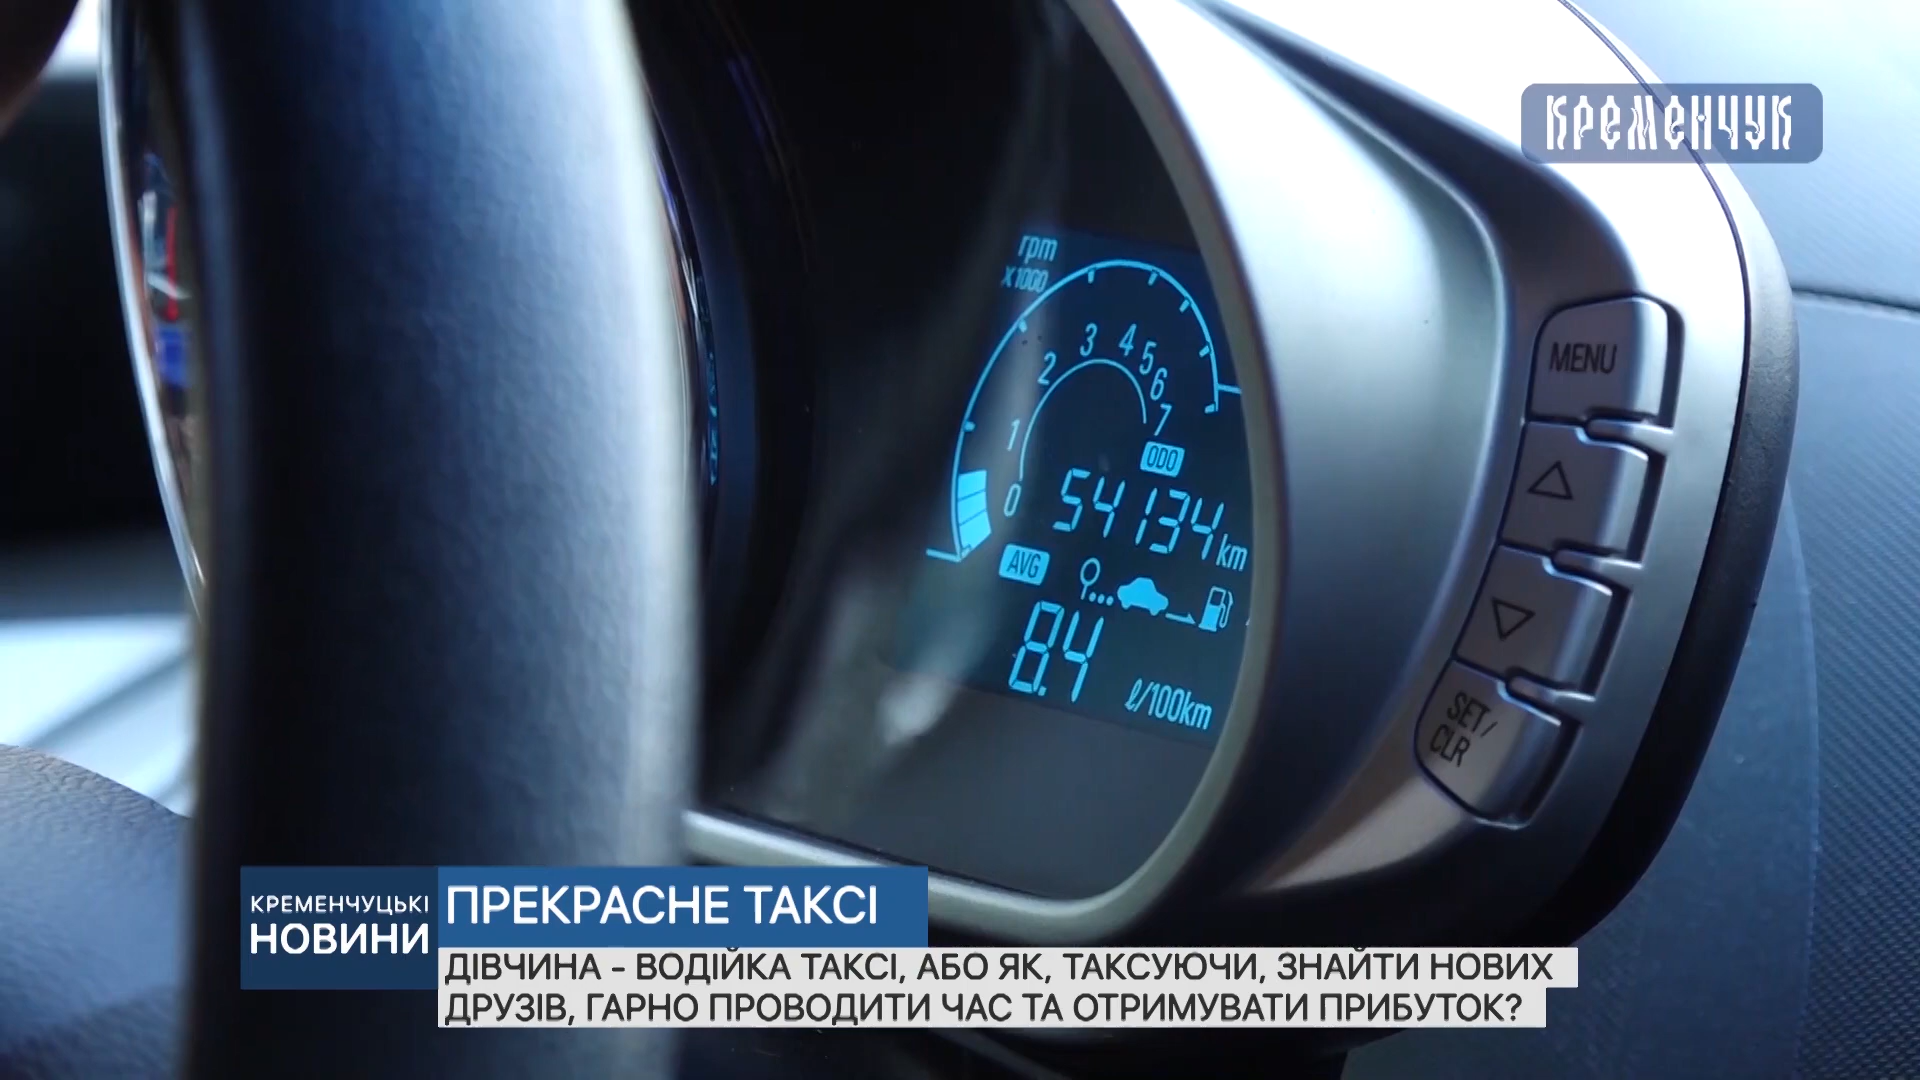 КРЕМЕНЧУК
rpm
X1000
0
1
2
3
4
5
6
7
ODO
54134 km
AVG
8.4
ℓ/100km
MENU
SET/
CLR
КРЕМЕНЧУЦЬКІ
НОВИНИ
ПРЕКРАСНЕ ТАКСІ
ДІВЧИНА - ВОДІЙКА ТАКСІ, АБО ЯК, ТАКСУЮЧИ, ЗНАЙТИ НОВИХ
ДРУЗІВ, ГАРНО ПРОВОДИТИ ЧАС ТА ОТРИМУВАТИ ПРИБУТОК?